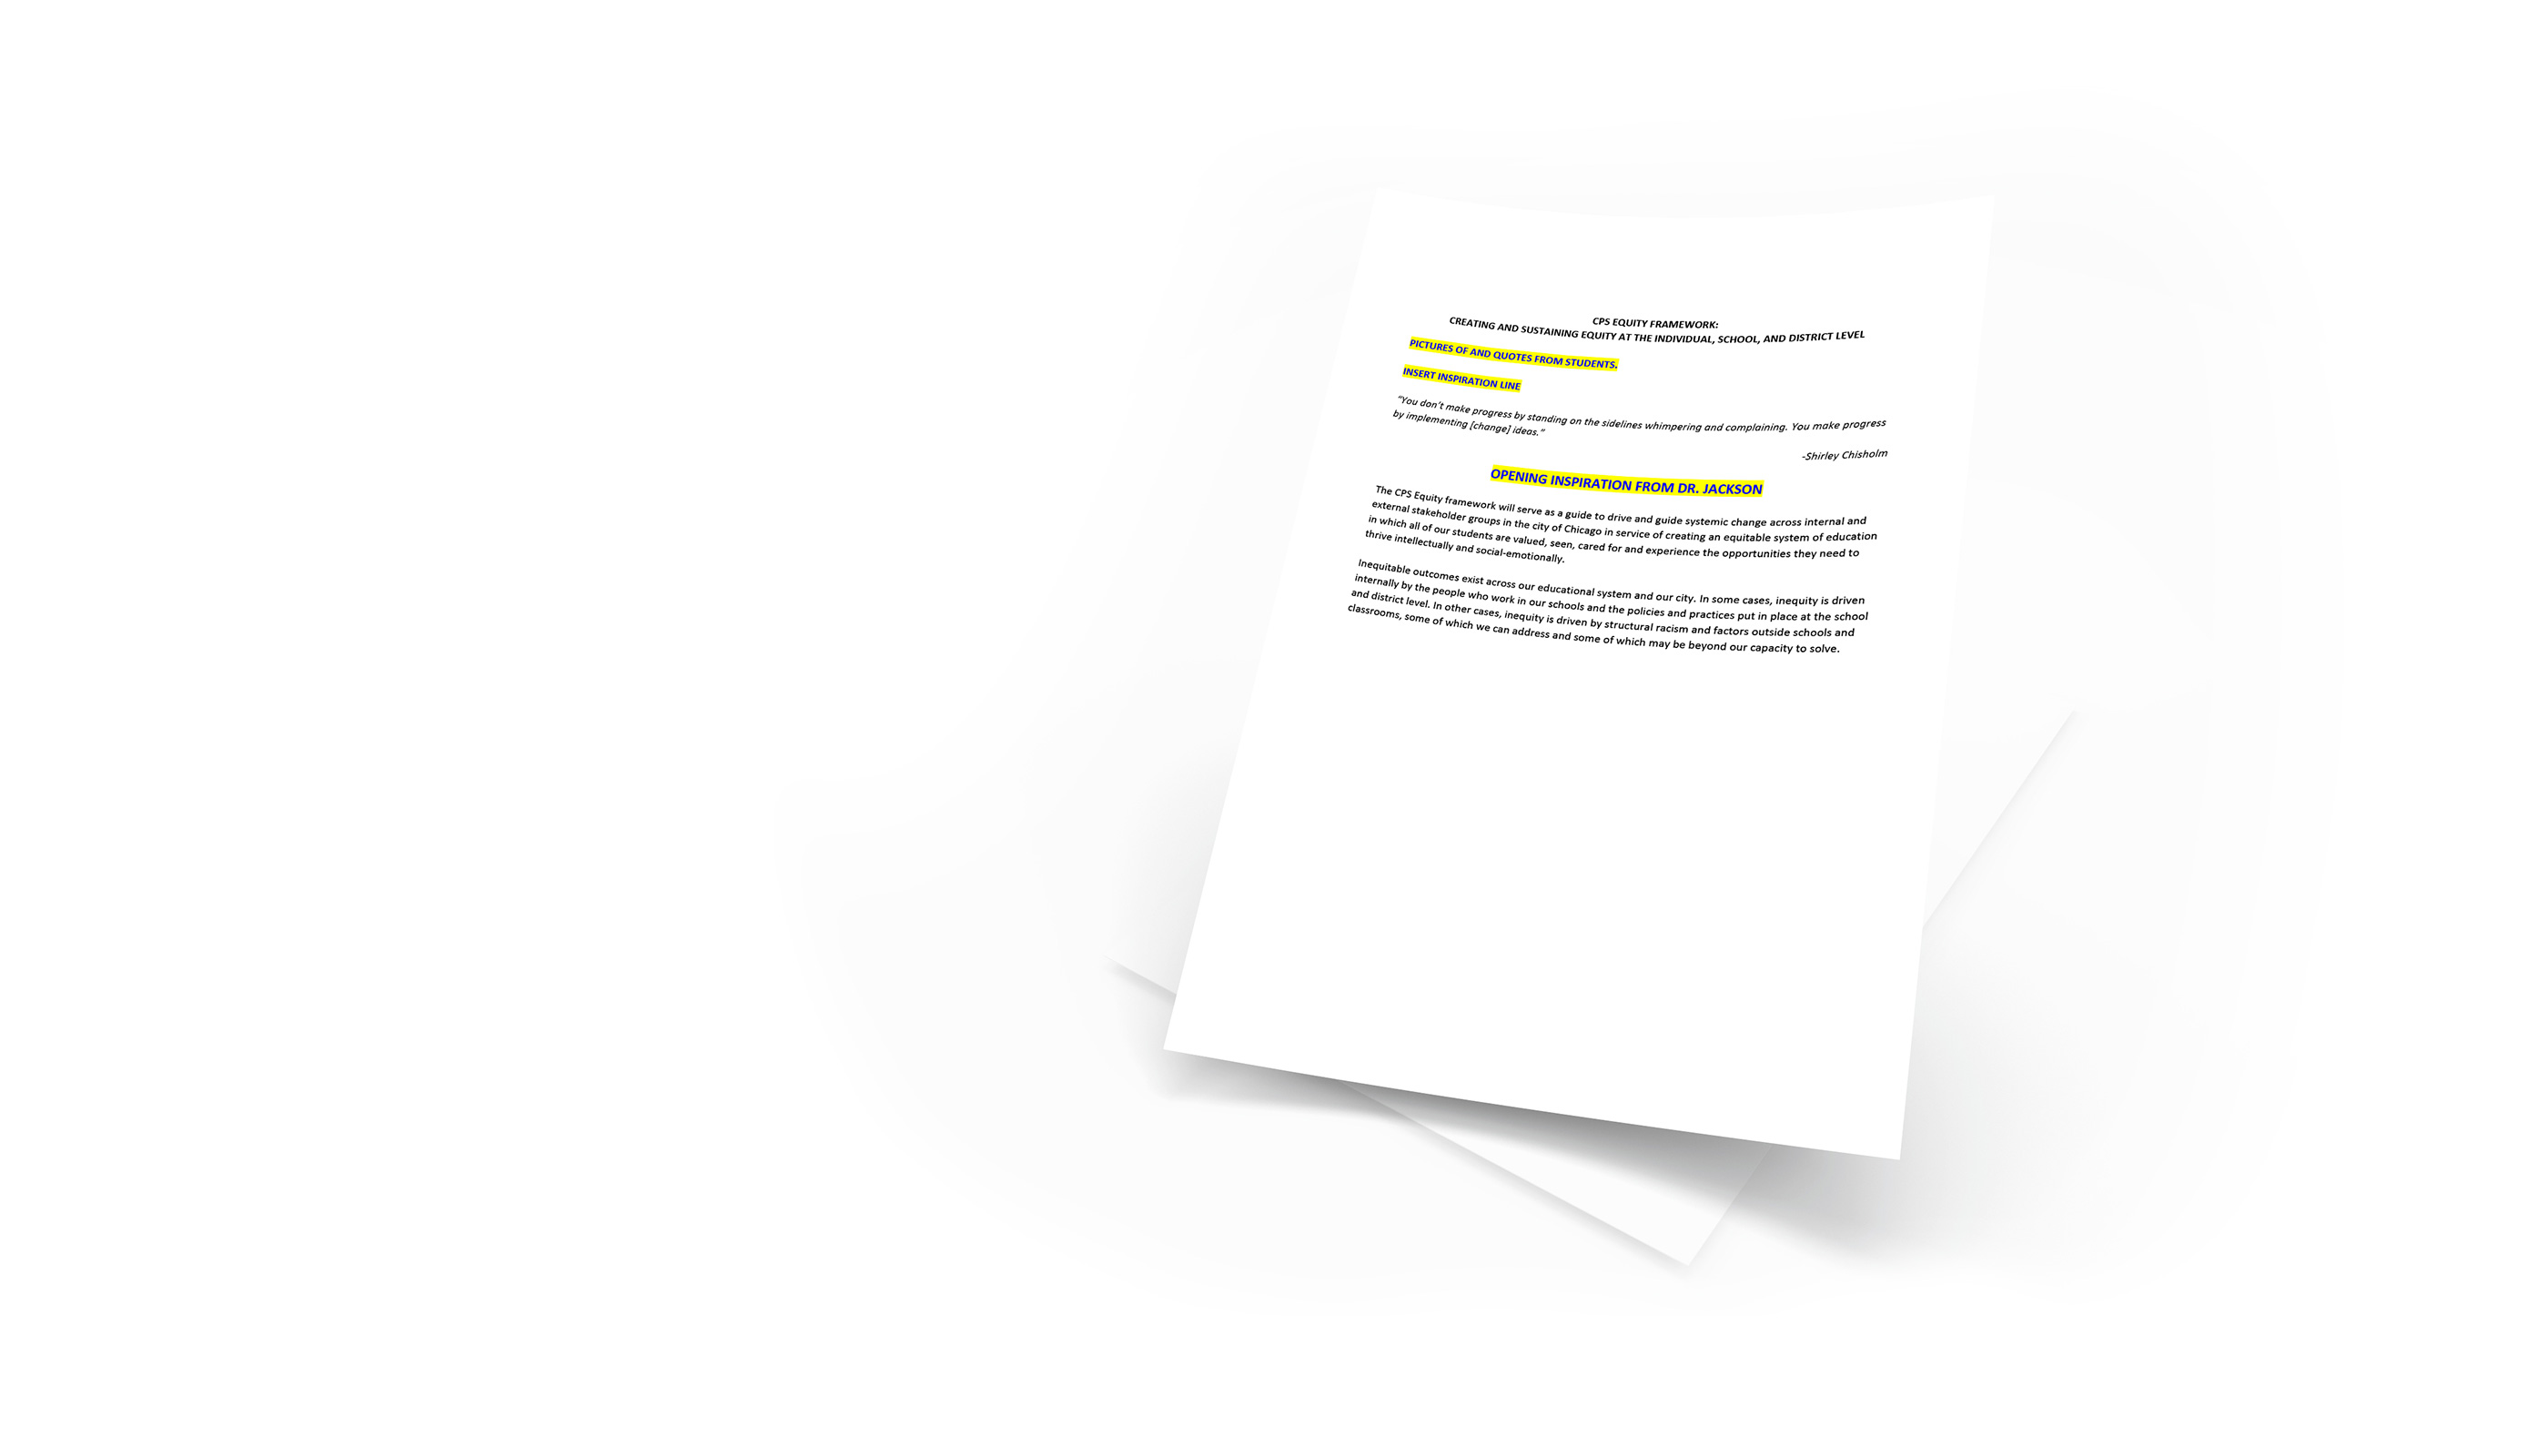 CPS EQUITY FRAMEWORK:
CREATING AND SUSTAINING EQUITY AT THE INDIVIDUAL, SCHOOL, AND DISTRICT LEVEL
PICTURES OF AND QUOTES FROM STUDENTS.
INSERT INSPIRATION LINE
“You don’t make progress by standing on the sidelines whimpering and complaining. You make progress
by implementing [change] ideas.”
-Shirley Chisholm
OPENING INSPIRATION FROM DR. JACKSON
The CPS Equity framework will serve as a guide to drive and guide systemic change across internal and
external stakeholder groups in the city of Chicago in service of creating an equitable system of education
in which all of our students are valued, seen, cared for and experience the opportunities they need to
thrive intellectually and social-emotionally.
Inequitable outcomes exist across our educational system and our city. In some cases, inequity is driven
internally by the people who work in our schools and the policies and practices put in place at the school
and district level. In other cases, inequity is driven by structural racism and factors outside schools and
classrooms, some of which we can address and some of which may be beyond our capacity to solve.